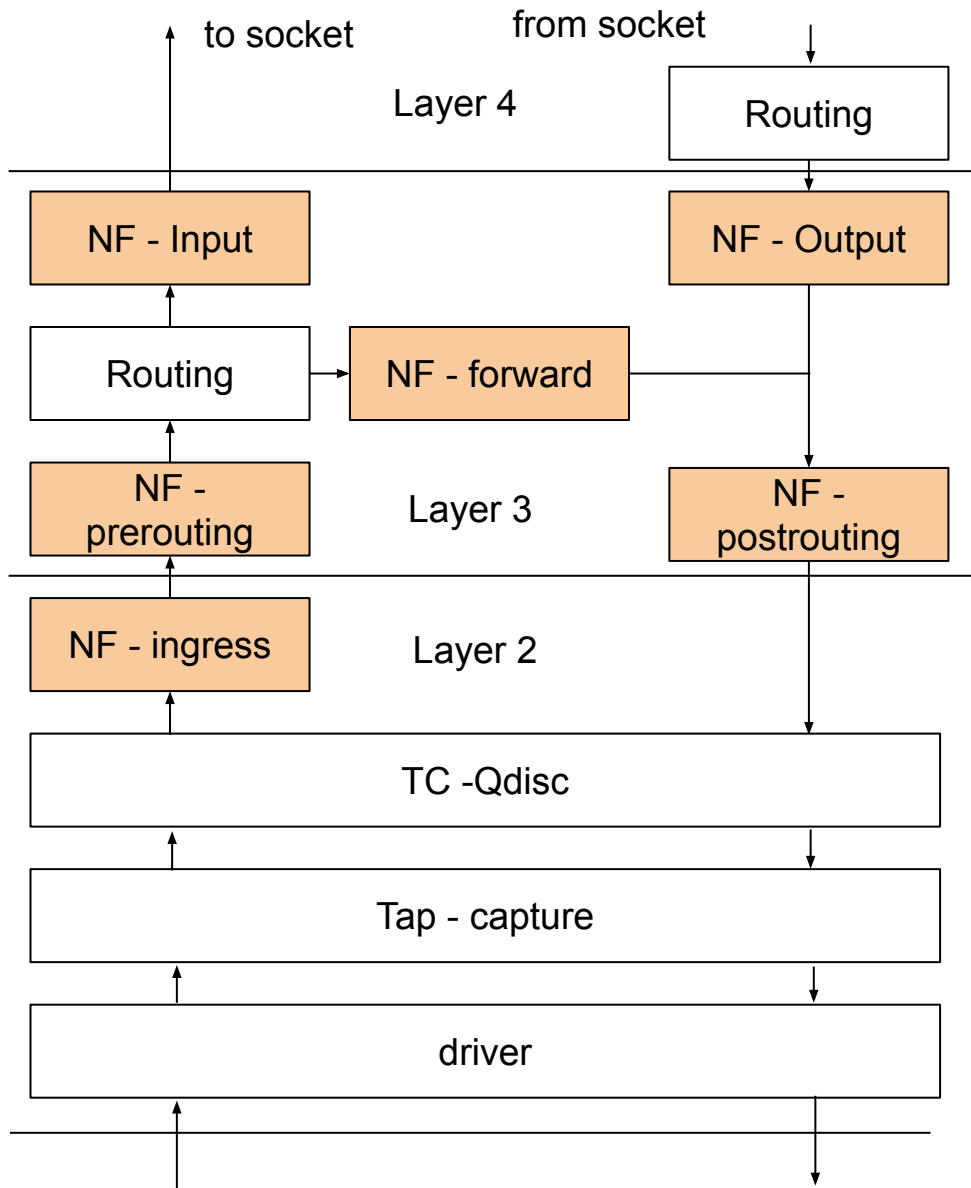 to socket
from socket
Layer 4
Routing
NF - Input
NF - Output
Routing
NF - forward
NF -
prerouting
Layer 3
NF -
postrouting
NF - ingress
Layer 2
TC -Qdisc
Tap - capture
driver